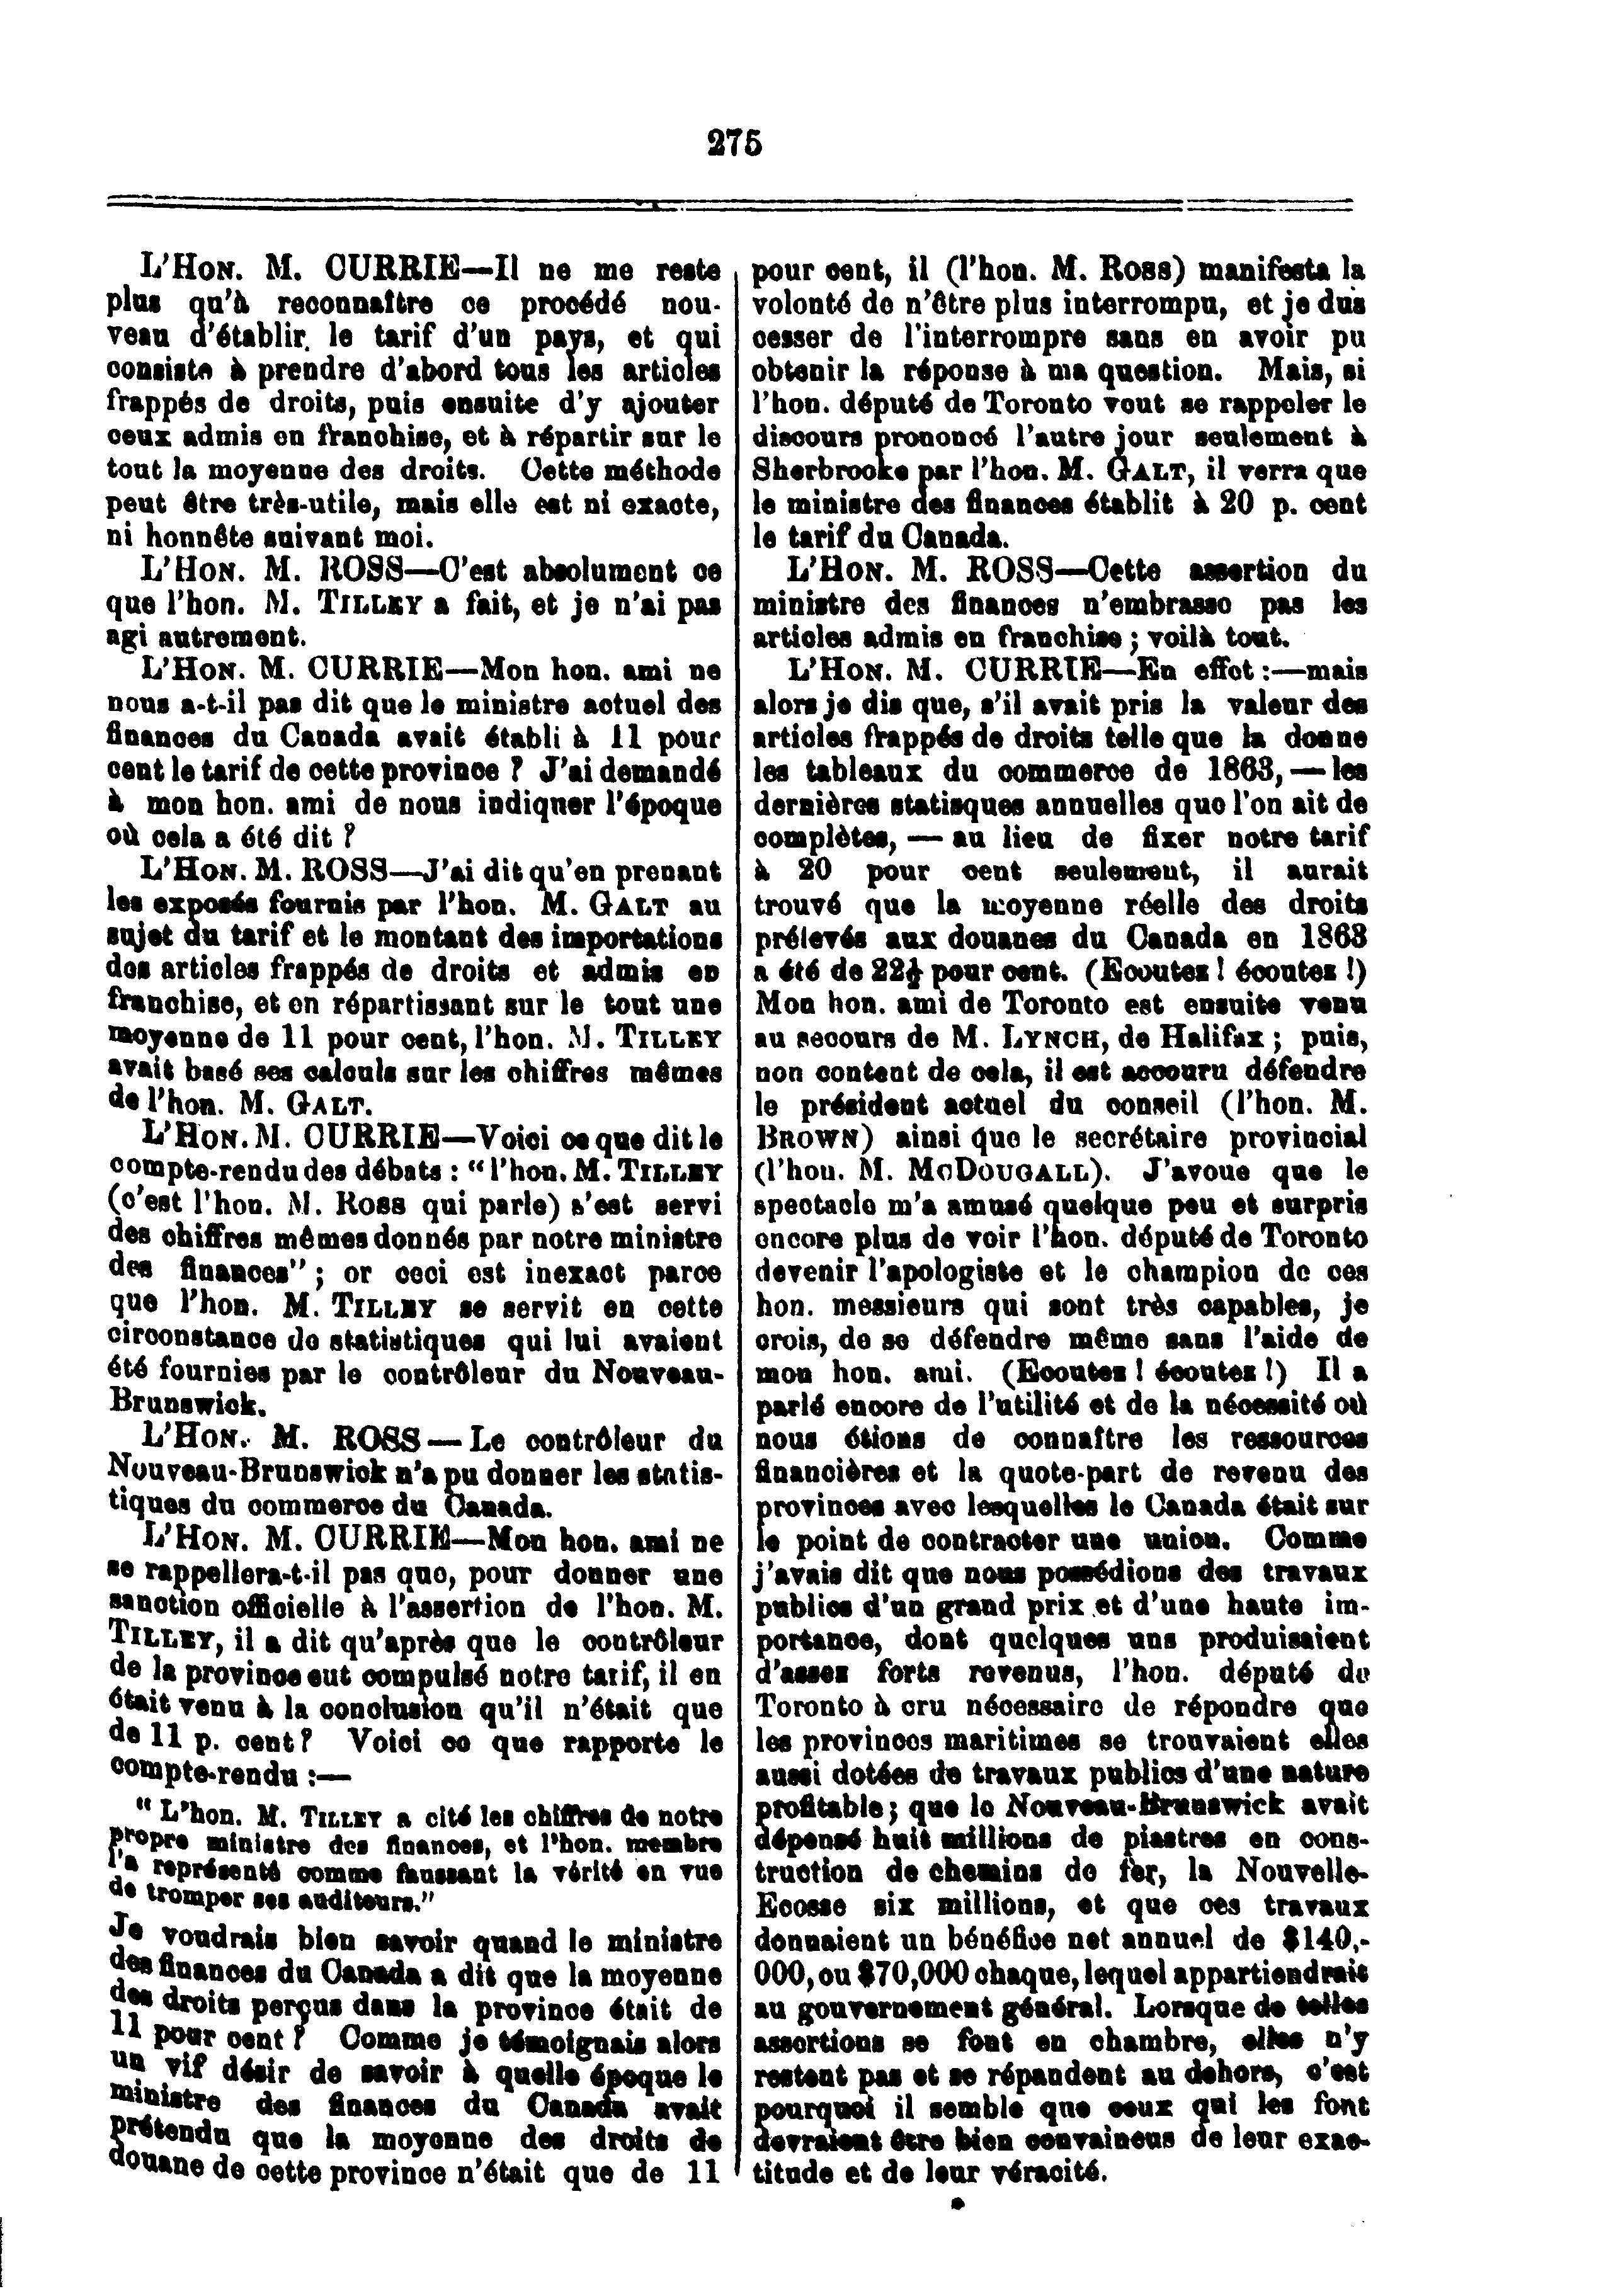 275
L'HON. M. CURRIE—Il ne me reste
plus qu'à reconnaître ce procédé nou-
veau d'établir le tarif d'un pays, et qui
consiste à prendre d'abord tous les articles
frappés de droits, puis ensuite d'y ajouter
ceux admis en franchise, et à répartir sur le
tout la moyenne des droits. Cette méthode
peut être très-utile, mais elle est ni exacte,
ni honnête suivant moi.
L'HON. M. ROSS—C'est absolument ce
que l'hon. M. TILLEY a fait, et je n'ai pas
agi autrement.
L'HON. M. CURRIE—Mon hon. ami ne
nous a-t-il pas dit que le ministre actuel des
finances du Canada avait établi à 11 pour
cent le tarif de cette province ? J'ai demandé
à mon hon. ami de nous indiquer l'époque
où cela a été dit ?
L'HON. M. ROSS—J'ai dit qu'en prenant
les exposés fournis par l'hon. M. GALT au
sujet du tarif et le montant des importations
des articles frappés de droits et admis en
franchise, et en répartissant sur le tout une
moyenne de 11 pour cent, l'hon. M. TILLEY
avait basé ses calculs sur les chiffres mêmes
de l'hon. M. GALT.
L'HON. M. CURRIE—Voici ce que dit le
compte-rendu des débats : "l'hon. M. TILLEY
(c'est l'hon. M. ROSS qui parle) s'est servi
des chiffres mêmes donnés par notre ministre
des finances" ; or ceci est inexact parce
que l'hon. M. TILLEY se servit en cette
circonstance de statistiques qui lui avaient
été fournies par le contrôleur du Nouveau-
Brunswick.
L'HON. M. ROSS — Le contrôleur du
Nouveau-Brunswick n'a pu donner les statis-
tiques du commerce du Canada.
L'HON. M. CURRIE—Mon hon. ami ne
se rappellera-t-il pas que, pour donner une
sanction officielle à l'assertion de l'hon. M.
TILLEY, il a dit qu'après que le contrôleur
de la province eut compulsé notre tarif, il en
était venu à la conclusion qu'il n'était que
de 11 p. cent ? Voici ce que rapporte le
compte-rendu :—
"L'hon. M. TILLEY a cité les chiffres de notre
propre ministre des finances, et l'hon. membre
l'a représenté comme faussant la vérité en vue
de tromper ses auditeurs."
Je voudrais bien savoir quand le ministre
des finances du Canada a dit que la moyenne
des droits perçus dans la province était de
11 pour cent ? Comme je témoignais alors
un vif désir de savoir à quelle époque le
ministre des finances du Canada avait
prétendu que la moyenne des droits de
douane de cette province n'était que de 11
pour cent, il (l'hon. M. ROSS) manifesta la
volonté de n'être plus interrompu, et je dus
cesser de l'interrompre sans en avoir pu
obtenir la réponse à ma question. Mais, si
l'hon. député de Toronto veut se rappeler le
discours prononcé l'autre jour seulement à
Sherbrooke par l'hon. M. GALT, il verra que
le ministre des finances établit à 20 p. cent
le tarif du Canada.
L'HON. M. ROSS—Cette assertion du
ministre des finances n'embrasse pas les
articles admis en franchise ; voilà tout.
L'HON. M. CURRIE—En effet :—mais
alors je dis que, s'il avait pris la valeur des
articles frappés de droits telle que la donne
les tableaux du commerce de 1863, — les
dernières statisques annuelles que l'on ait de
complètes, — au lieu de fixer notre tarif
à 20 pour cent seulement, il aurait
trouvé que la moyenne réelle des droits
prélevés aux douanes du Canada en 1863
a été de 22½ pour cent. (Ecoutez ! écoutez !)
Mon hon. ami de Toronto est ensuite venu
au secours de M. LYNCH, de Halifax ; puis,
non content de cela, il est accouru défendre
le président actuel du conseil (l'hon. M.
BROWN) ainsi que le secrétaire provincial
(l'hon. M. McDOUGALL). J'avoue que le
spectacle m'a amusé quelque peu et surpris
encore plus de voir l'hon. député de Toronto
devenir l'apologiste et le champion de ces
hon. messieurs qui sont très capables, je
crois, de se défendre même sans l'aide de
mon hon. ami. (Ecoutez ! écoutez !) Il a
parlé encore de l'utilité et de la nécessité où
nous étions de connaître les ressources
financières et la quote-part de revenu des
provinces avec lesquelles le Canada était sur
le point de contracter une union. Comme
j'avais dit que nous possédions des travaux
publics d'un grand prix et d'une haute im-
portance, dont quelques uns produisaient
d'assez forts revenus, l'hon. député de
Toronto à cru nécessaire de répondre que
les provinces maritimes se trouvaient elles
aussi dotées de travaux publics d'une nature
profitable ; que le Nouveau-Brunswick avait
dépensé huit millions de piastres en cons-
truction de chemins de fer, la Nouvelle-
Ecosse six millions, et que ces travaux
donnaient un bénéfice net annuel de $140,-
000, ou $70,000 chaque, lequel appartiendrait
au gouvernement général. Lorsque de telles
assertions se font en chambre, elles n'y
restent pas et se répandent au dehors, c'est
pourquoi il semble que ceux qui les font
devraient être bien convaincus de leur exac-
titude et de leur véracité.